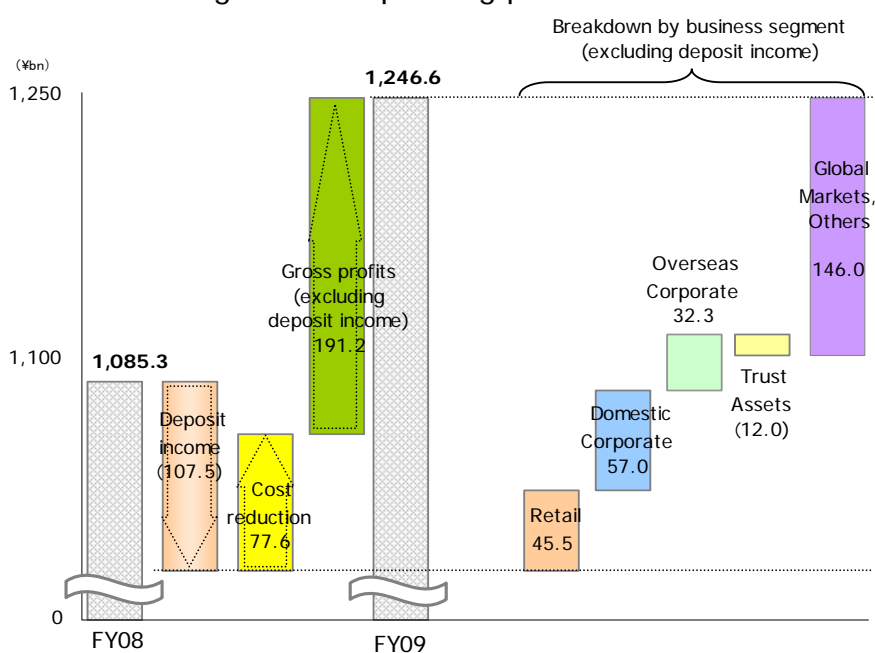 Breakdown by business segment
(excluding deposit income)
(¥bn)
1,250
1,246.6
Global
Markets,
Others
146.0
Overseas
Corporate
32.3
Gross profits
(excluding
deposit income)
191.2
1,100
1,085.3
Trust
Assets
(12.0)
Deposit
income
(107.5)
Domestic
Corporate
57.0
Cost
reduction
77.6
Retail
45.5
0
FY08
FY09